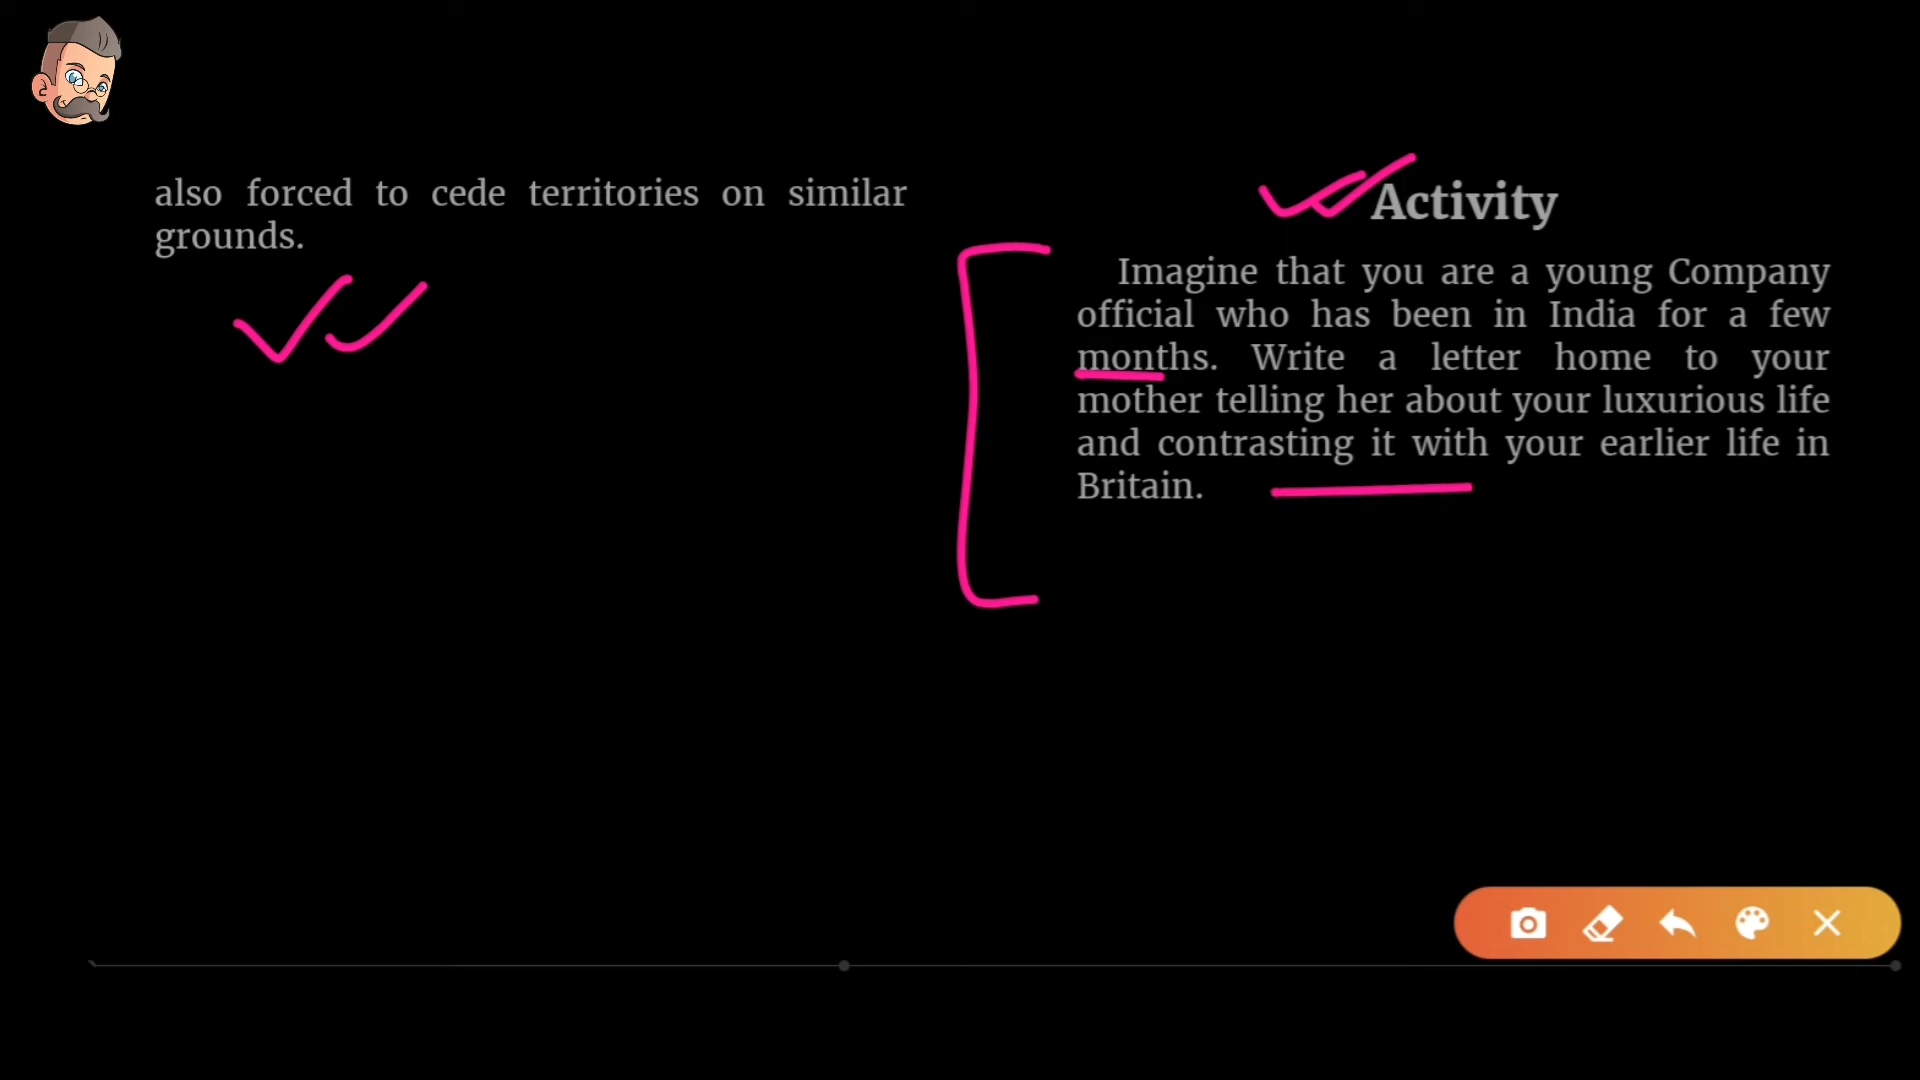 also forced to cede territories on similar
grounds.
Activity
Imagine that you are a young Company
official who has been in India for a few
months. Write a letter home to your
mother telling her about your luxurious life
and contrasting it with your earlier life in
Britain.